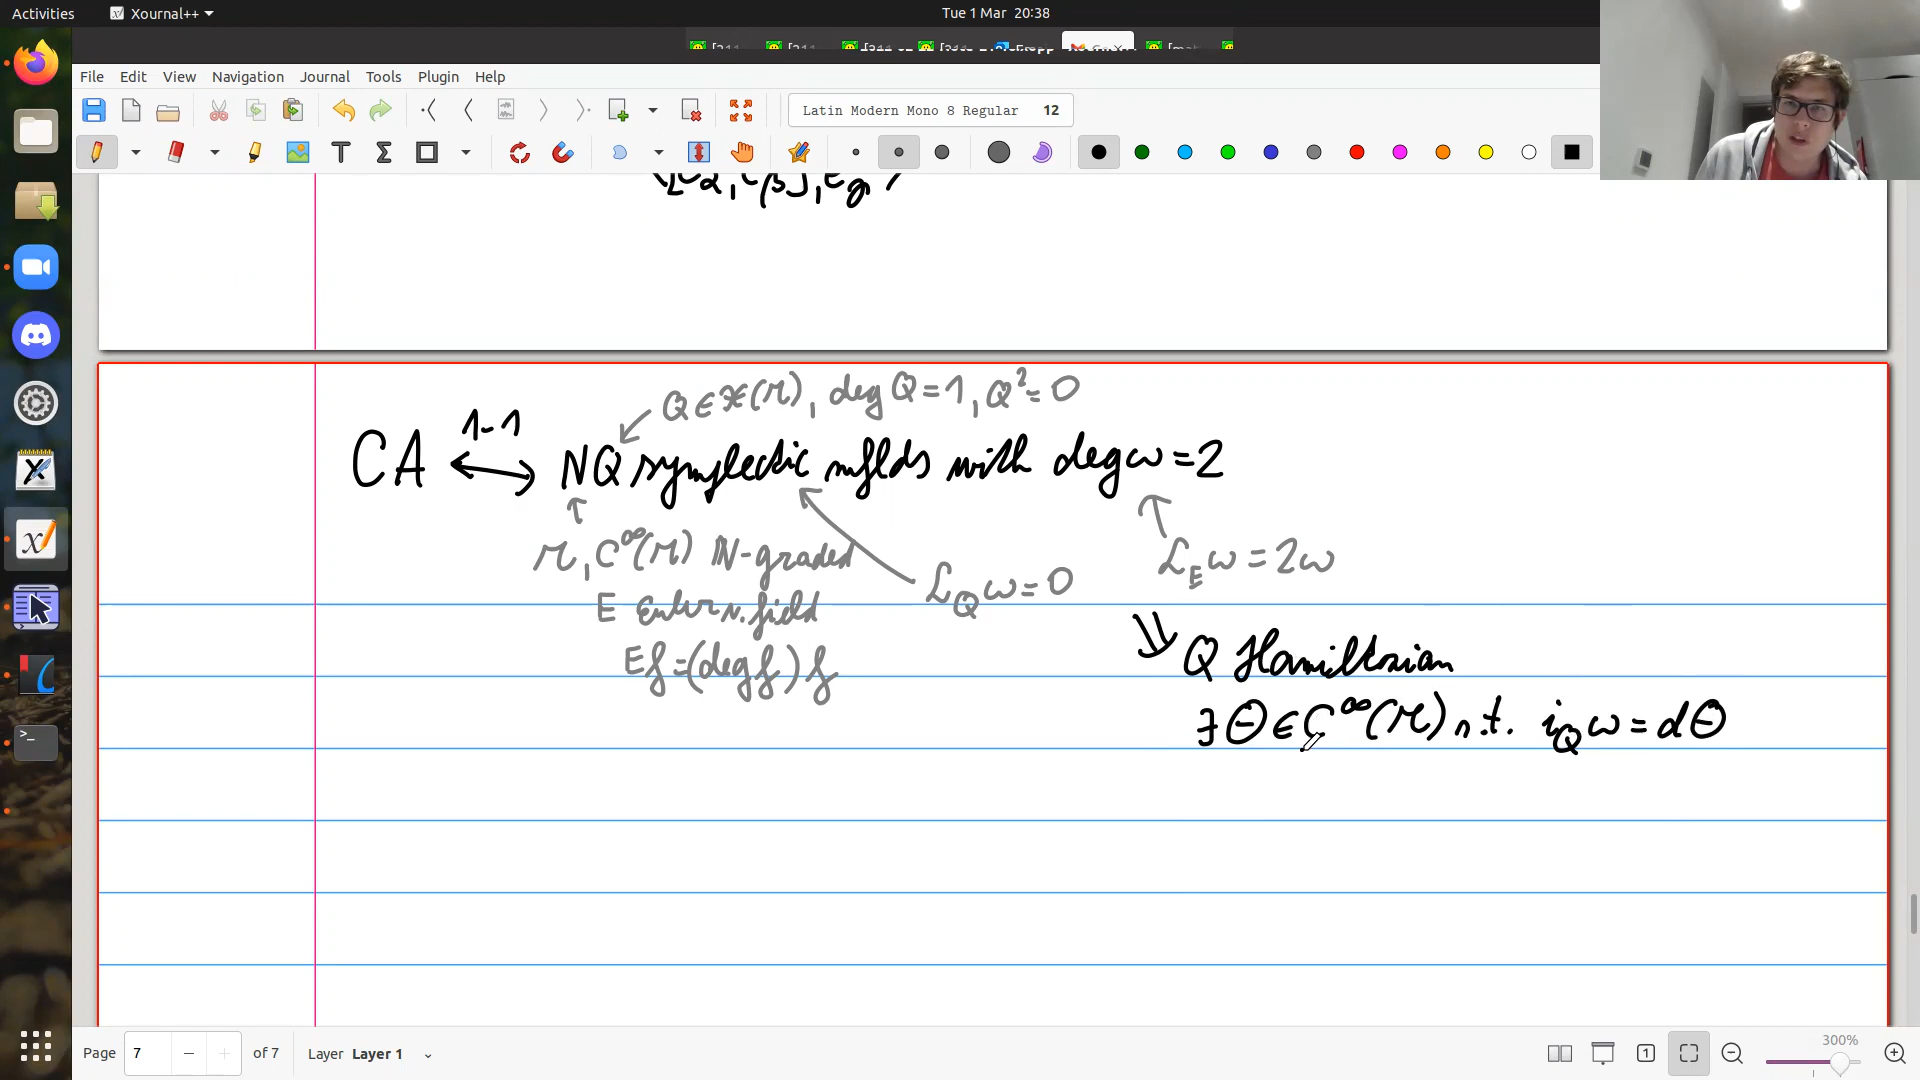 Activities
Xournal++
Tue 1 Mar 20:38
File Edit View Navigation Journal Tools Plugin Help
Latin Modern Mono 8 Regular 12
Q ∈ 𝔛(M), deg Q = 1, Q² = 0
CA ⟷ 1-1 NQ symplectic mflds with deg ω = 2
M, C^∞(M) ℕ-graded
E Euler v. field
Ef = (deg f) f
L_Q ω = 0
L_E ω = 2ω
⇒ Q Hamiltonian
∃ Θ ∈ C^∞(M) s.t. i_Q ω = dΘ
Page 7 of 7 Layer Layer 1
300%